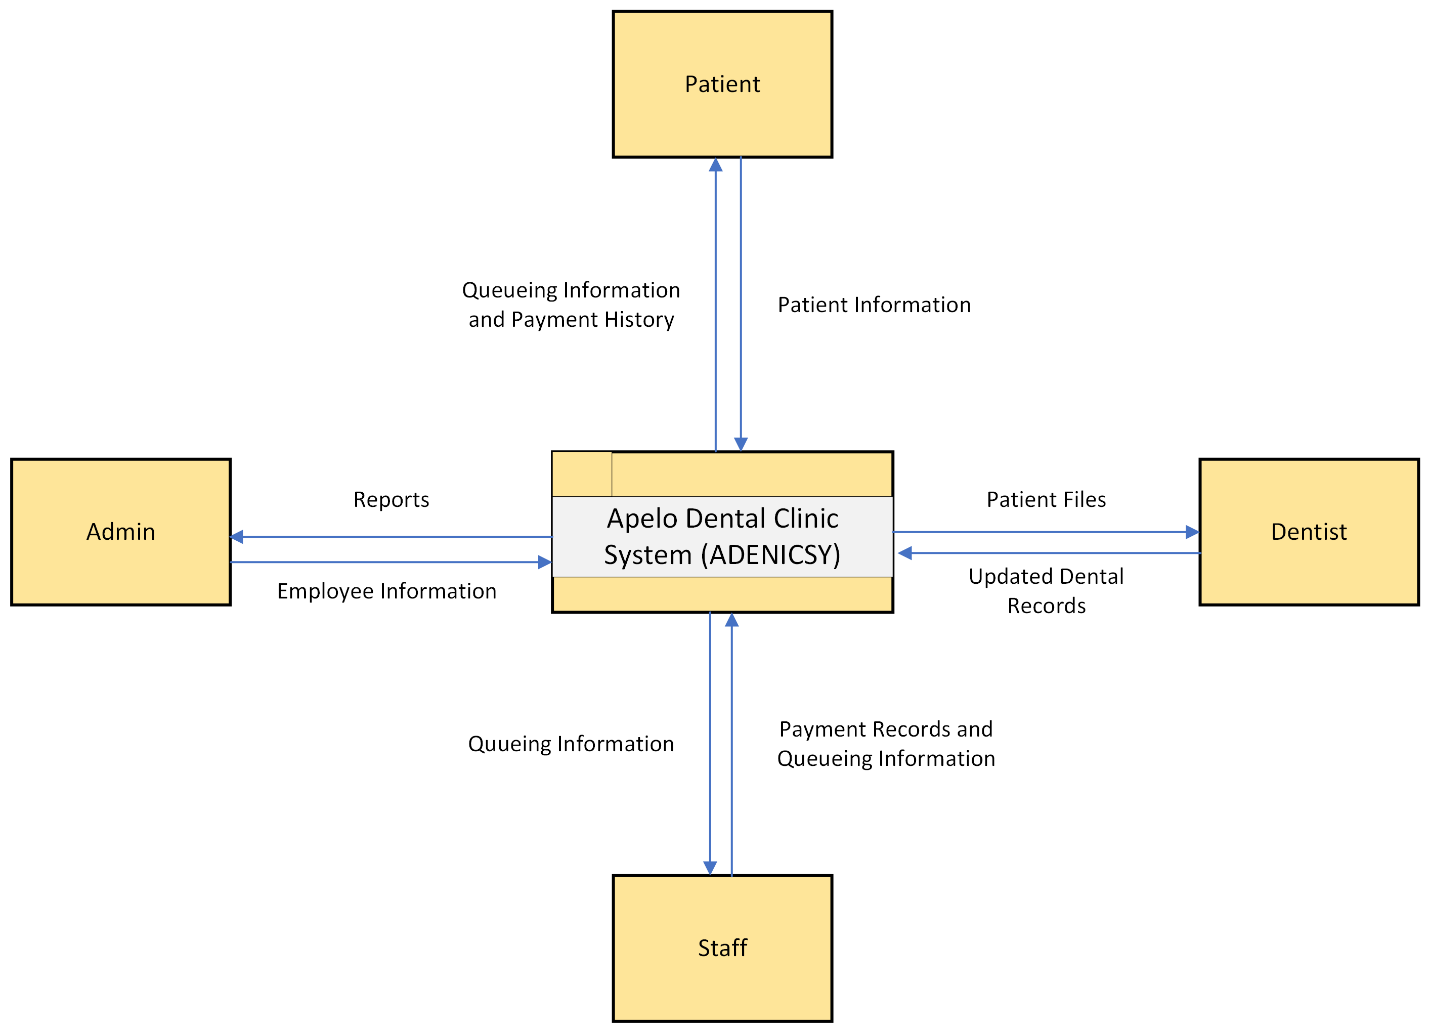 Patient
Queueing Information
and Payment History
Patient Information
Admin
Reports
Employee Information
Apelo Dental Clinic
System (ADENICSY)
Patient Files
Updated Dental
Records
Dentist
Quueing Information
Payment Records and
Queueing Information
Staff